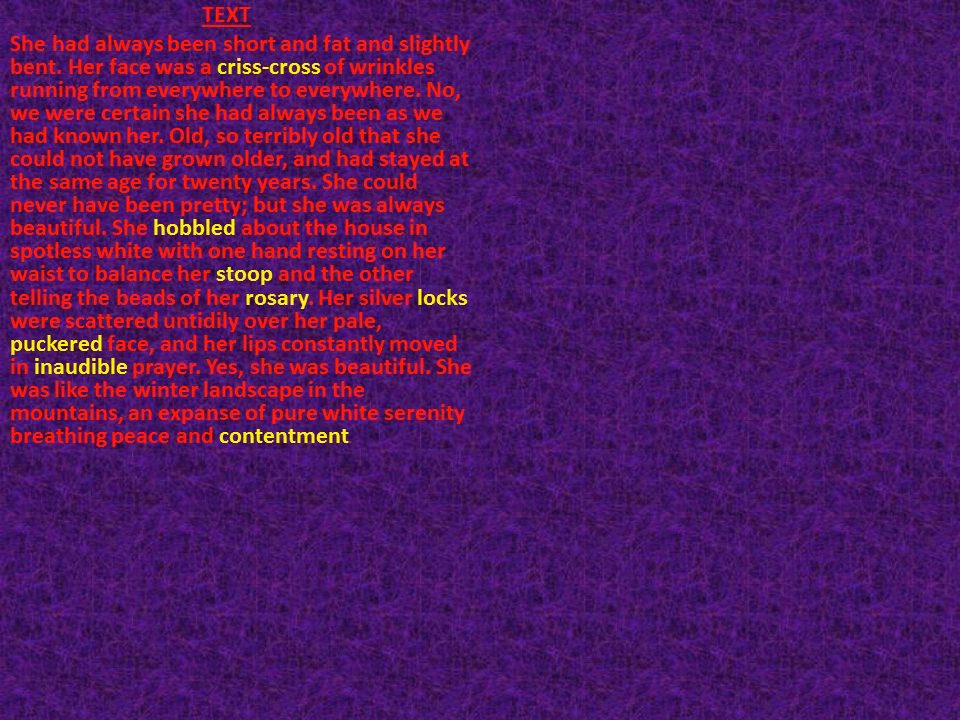 TEXT
She had always been short and fat and slightly
bent. Her face was a criss-cross of wrinkles
running from everywhere to everywhere. No,
we were certain she had always been as we
had known her. Old, so terribly old that she
could not have grown older, and had stayed at
the same age for twenty years. She could
never have been pretty; but she was always
beautiful. She hobbled about the house in
spotless white with one hand resting on her
waist to balance her stoop and the other
telling the beads of her rosary. Her silver locks
were scattered untidily over her pale,
puckered face, and her lips constantly moved
in inaudible prayer. Yes, she was beautiful. She
was like the winter landscape in the
mountains, an expanse of pure white serenity
breathing peace and contentment